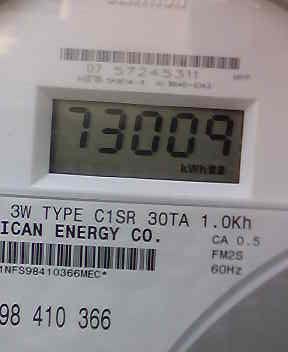 07 57245311
73009
kWh
3W TYPE C1SR 30TA 1.0Kh
ICAN ENERGY CO.
CA 0.5
FM2S
60Hz
1NFS98410366MEC*
98 410 366